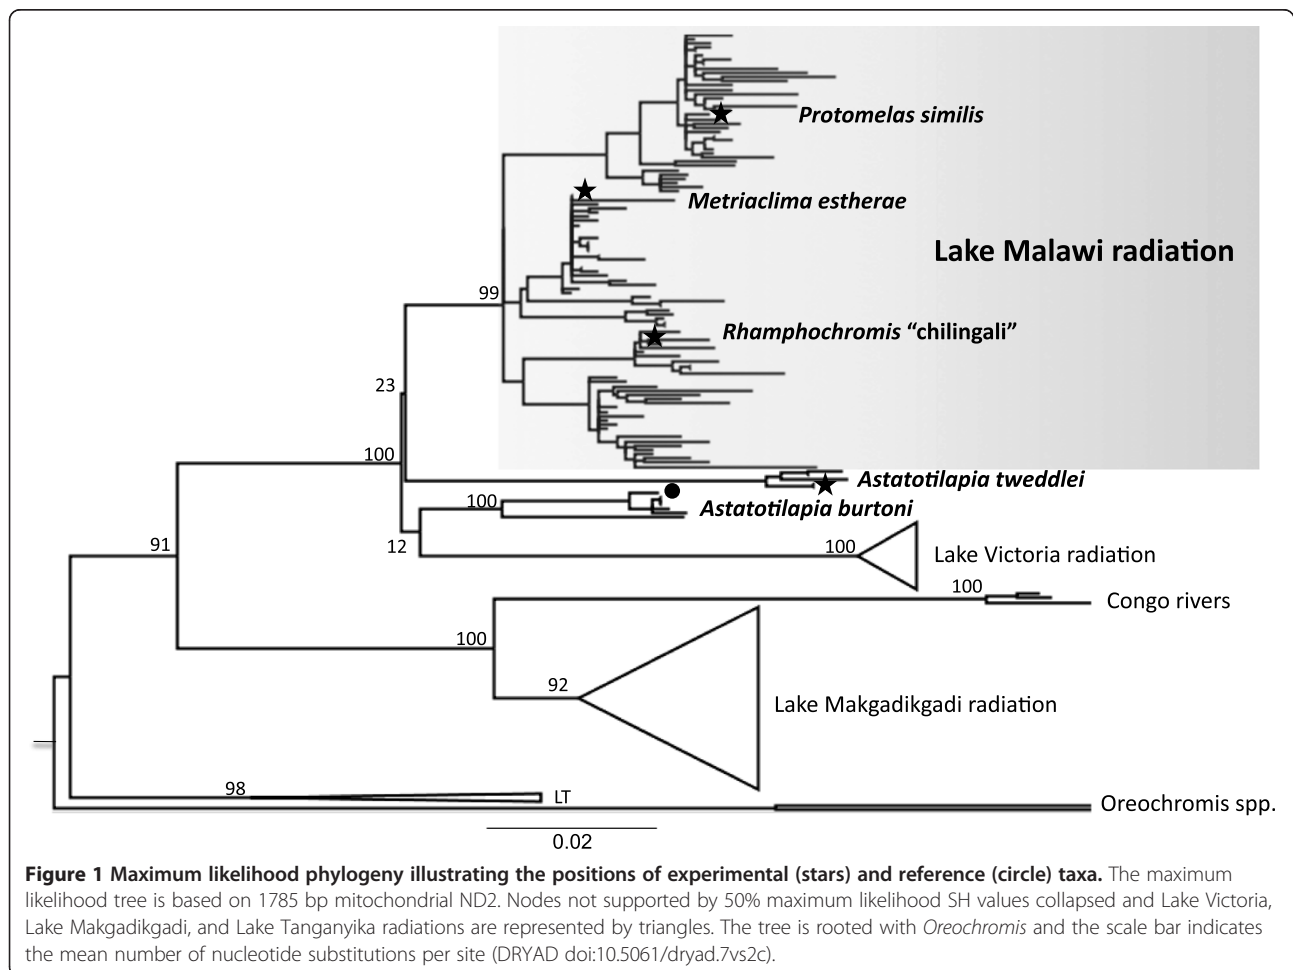 Protomelas similis
Metriaclima estherae
Lake Malawi radiation
99
Rhamphochromis “chilingali”
23
100
Astatotilapia tweddlei
100
Astatotilapia burtoni
91
12
100
Lake Victoria radiation
100
Congo rivers
100
92
Lake Makgadikgadi radiation
98
LT
Oreochromis spp.
0.02
Figure 1 Maximum likelihood phylogeny illustrating the positions of experimental (stars) and reference (circle) taxa. The maximum
likelihood tree is based on 1785 bp mitochondrial ND2. Nodes not supported by 50% maximum likelihood SH values collapsed and Lake Victoria,
Lake Makgadikgadi, and Lake Tanganyika radiations are represented by triangles. The tree is rooted with Oreochromis and the scale bar indicates
the mean number of nucleotide substitutions per site (DRYAD doi:10.5061/dryad.7vs2c).